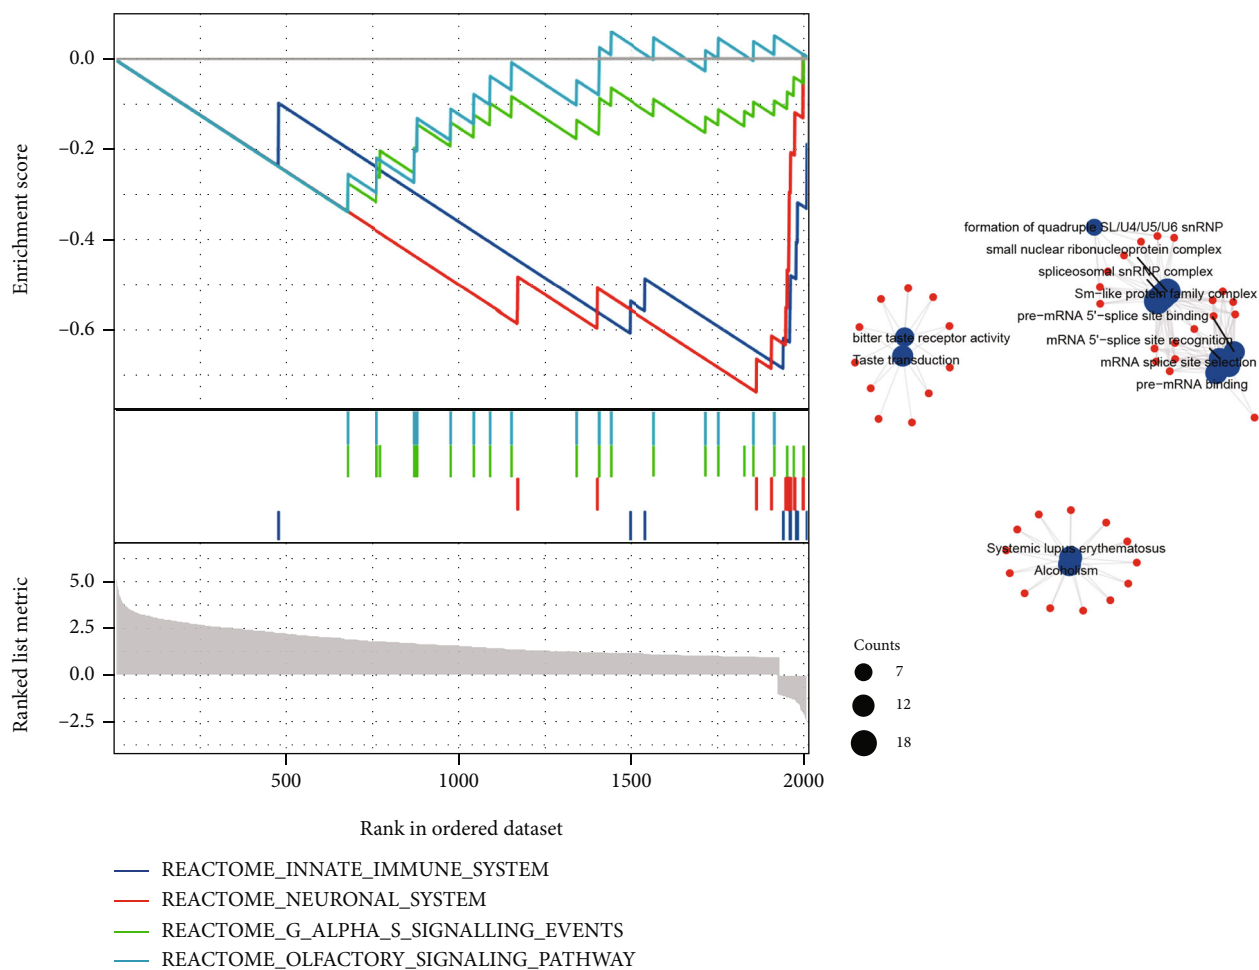 Enrichment score
0.0
−0.2
−0.4
−0.6
Ranked list metric
5.0
2.5
0.0
−2.5
500
1000
1500
2000
Rank in ordered dataset
REACTOME_INNATE_IMMUNE_SYSTEM
REACTOME_NEURONAL_SYSTEM
REACTOME_G_ALPHA_S_SIGNALLING_EVENTS
REACTOME_OLFACTORY_SIGNALING_PATHWAY
formation of quadruple SL/U4/U5/U6 snRNP
small nuclear ribonucleoprotein complex
spliceosomal snRNP complex
Sm−like protein family complex
pre−mRNA 5'−splice site binding
mRNA 5'−splice site recognition
mRNA splice site selection
pre−mRNA binding
bitter taste receptor activity
Taste transduction
Systemic lupus erythematosus
Alcoholism
Counts
7
12
18